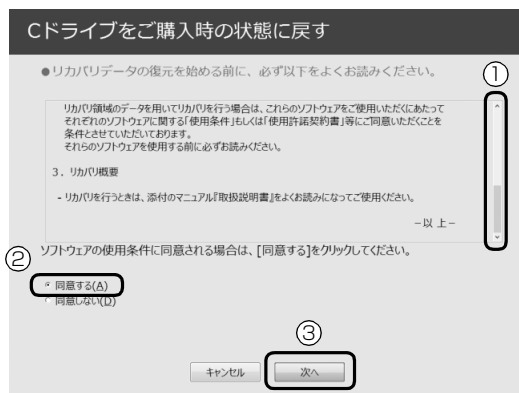 Cドライブをご購入時の状態に戻す
●リカバリデータの復元を始める前に、必ず以下をよくお読みください。
①
リカバリ領域のデータを用いてリカバリを行う場合は、これらのソフトウェアをご使用いただくにあたって
それぞれのソフトウェアに関する「使用条件」もしくは「使用許諾契約書」等にご同意いただくことを
条件とさせていただいております。
それらのソフトウェアを使用する前に必ずお読みください。
3．リカバリ概要
- リカバリを行うときは、添付のマニュアル『取扱説明書』をよくお読みになってご使用ください。
－以 上－
ソフトウェアの使用条件に同意される場合は、[同意する]をクリックしてください。
②
同意する(A)
同意しない(D)
③
キャンセル
次へ